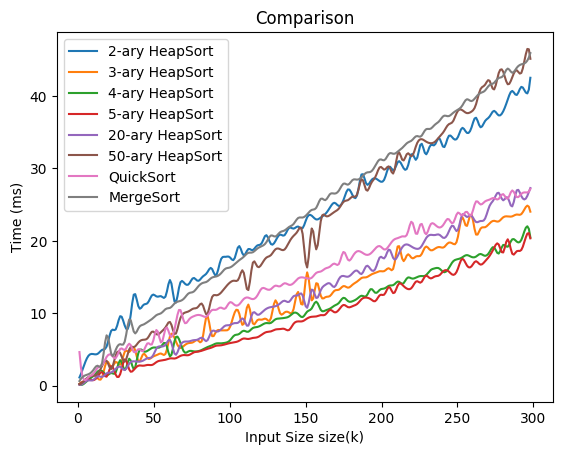 Comparison
2-ary HeapSort
3-ary HeapSort
4-ary HeapSort
5-ary HeapSort
20-ary HeapSort
50-ary HeapSort
QuickSort
MergeSort
Time (ms)
40
30
20
10
0
0 50 100 150 200 250 300
Input Size size(k)